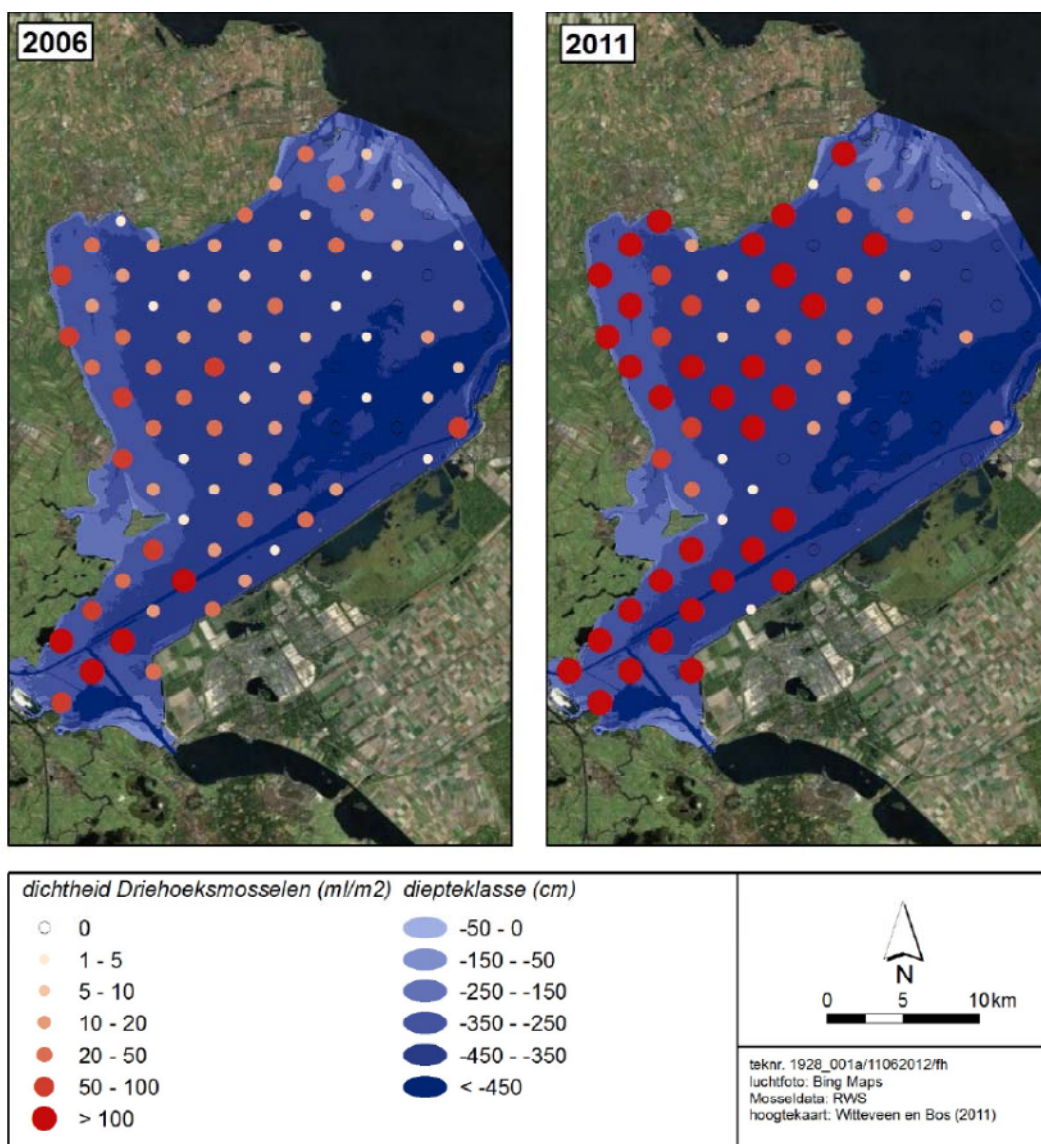 2006
2011
dichtheid Driehoeksmosselen (ml/m2)
0
1 - 5
5 - 10
10 - 20
20 - 50
50 - 100
> 100
diepteklasse (cm)
-50 - 0
-150 - -50
-250 - -150
-350 - -250
-450 - -350
< -450
N
0 5 10km
teknr. 1928_001a/11062012/fh
luchtfoto: Bing Maps
Mosseldata: RWS
hoogtekaart: Witteveen en Bos (2011)